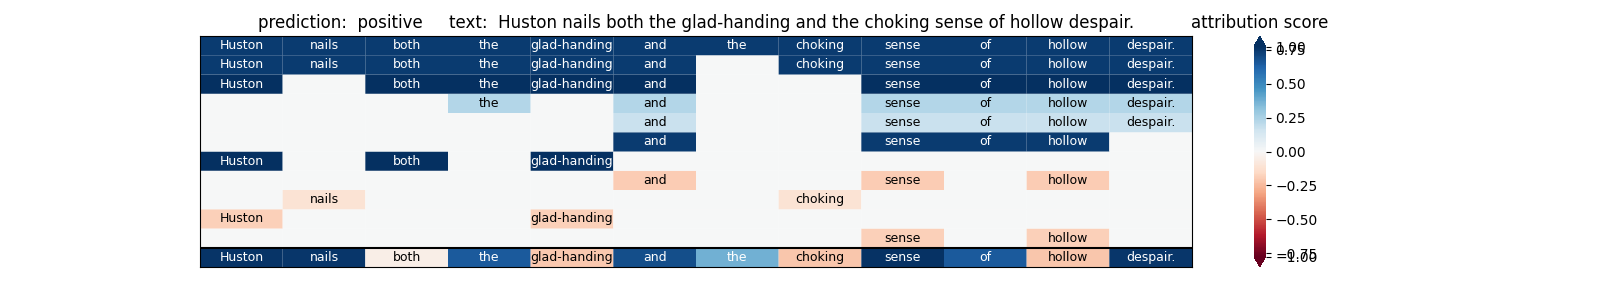 prediction:  positive     text:  Huston nails both the glad-handing and the choking sense of hollow despair.     attribution score
Huston nails both the glad-handing and the choking sense of hollow despair.
Huston nails both the glad-handing and choking sense of hollow despair.
Huston both the glad-handing and sense of hollow despair.
the and sense of hollow despair.
and sense of hollow despair.
and sense of hollow
Huston both glad-handing
and sense hollow
nails choking
Huston glad-handing
sense hollow
Huston nails both the glad-handing and the choking sense of hollow despair.
1.00
0.75
0.50
0.25
0.00
−0.25
−0.50
−0.75
−1.00